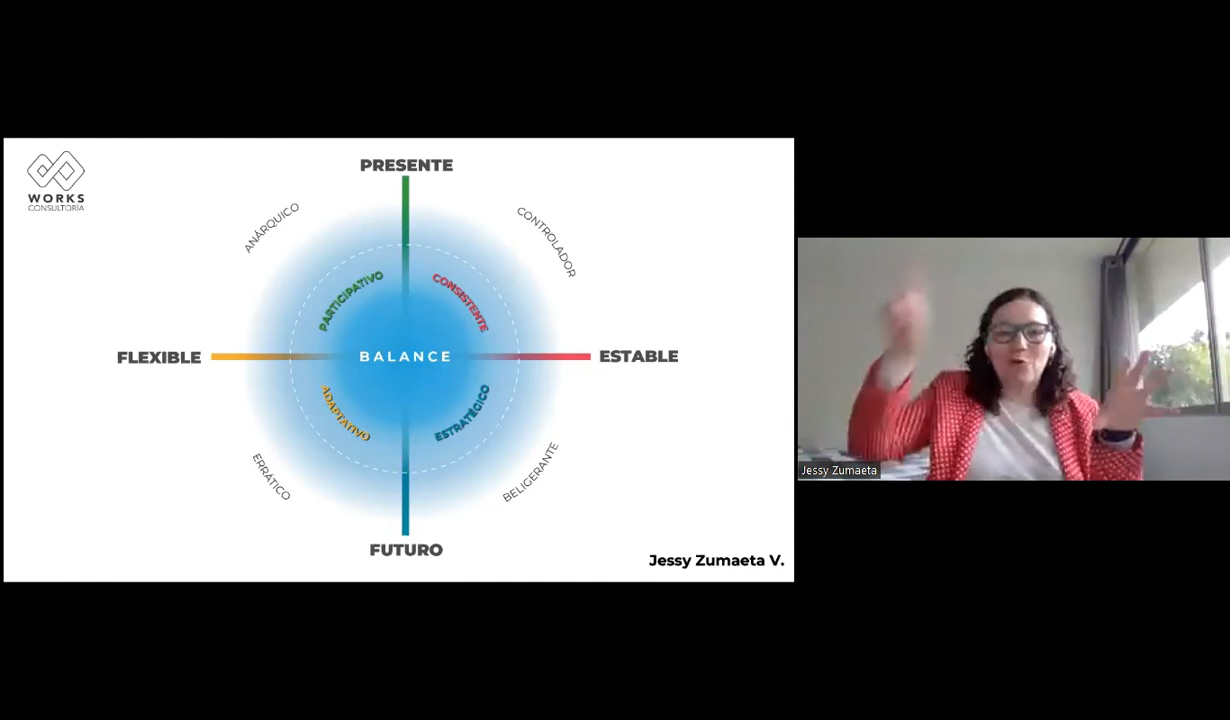 WORKS
CONSULTORÍA
PRESENTE
ANÁRQUICO
CONTROLADOR
PARTICIPATIVO
CONSISTENTE
FLEXIBLE
BALANCE
ESTABLE
ADAPTATIVO
ESTRATÉGICO
ERRÁTICO
BELIGERANTE
FUTURO
Jessy Zumaeta V.
Jessy Zumaeta